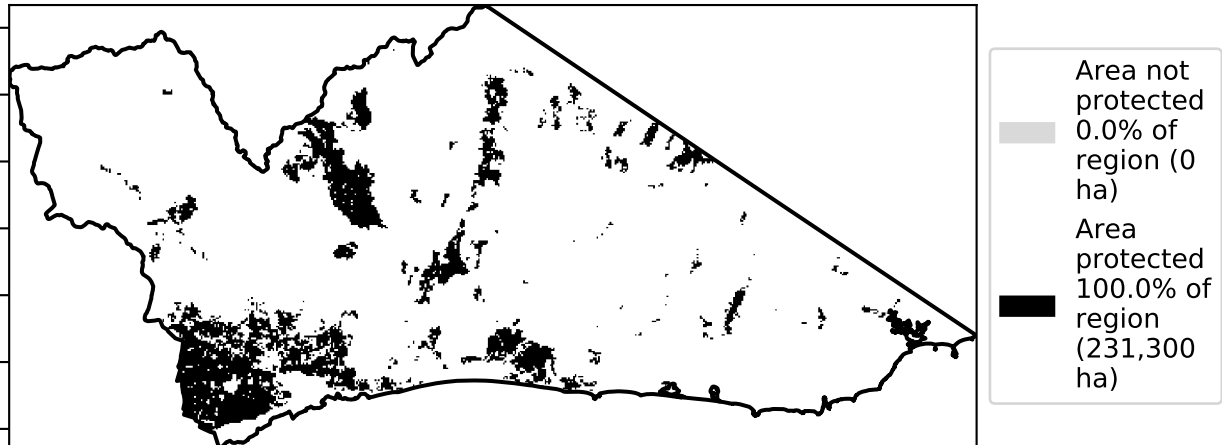 Area not
protected
0.0% of
region (0
ha)
Area
protected
100.0% of
region
(231,300
ha)